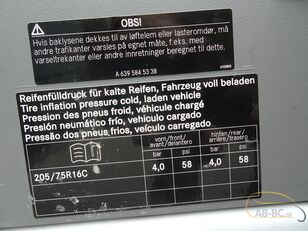 OBS!
Hvis baklysene dekkes til av løftelem eller lasteromdør, må
andre trafikanter varsles på egnet måte, f.eks. med
varseltrekanter eller andre innretninger beregnet til dette.
A 639 584 53 38
Reifenfülldruck für kalte Reifen, Fahrzeug voll beladen
Tire inflation pressure cold, laden vehicle
Pression des pneus froid, véhicule chargé
Presión neumático frío, vehículo cargado
Pressão dos pneus frio, veículo carregado
vorn/front/
avant/delantero
hinten/rear/
arrière/trasero
bar psi bar psi
205/75R16C 4,0 58 4,0 58
AB-BC.nl